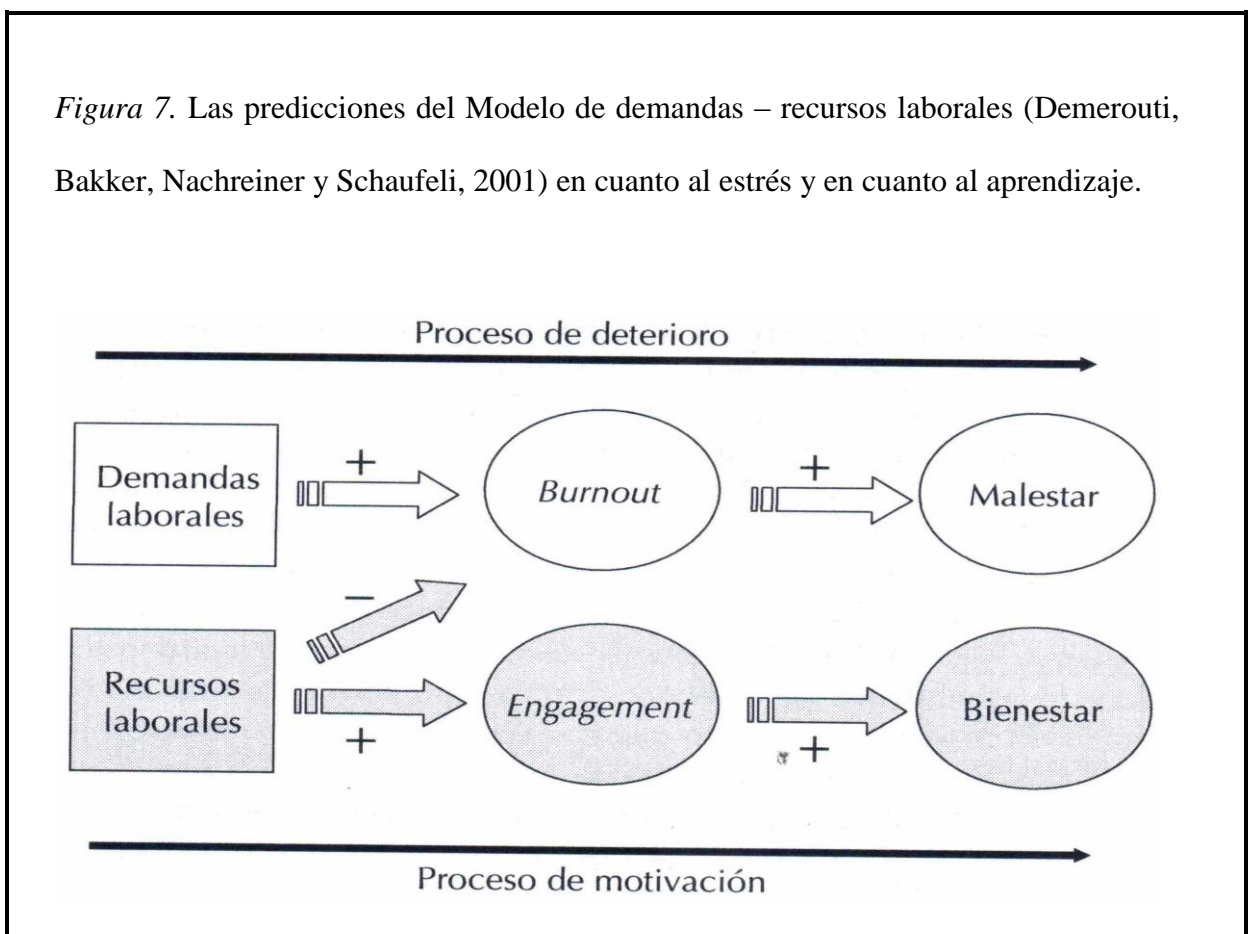 Figura 7. Las predicciones del Modelo de demandas – recursos laborales (Demerouti,
Bakker, Nachreiner y Schaufeli, 2001) en cuanto al estrés y en cuanto al aprendizaje.
Proceso de deterioro
Demandas
laborales
+
Burnout
+
Malestar
–
Recursos
laborales
+
Engagement
+
Bienestar
Proceso de motivación